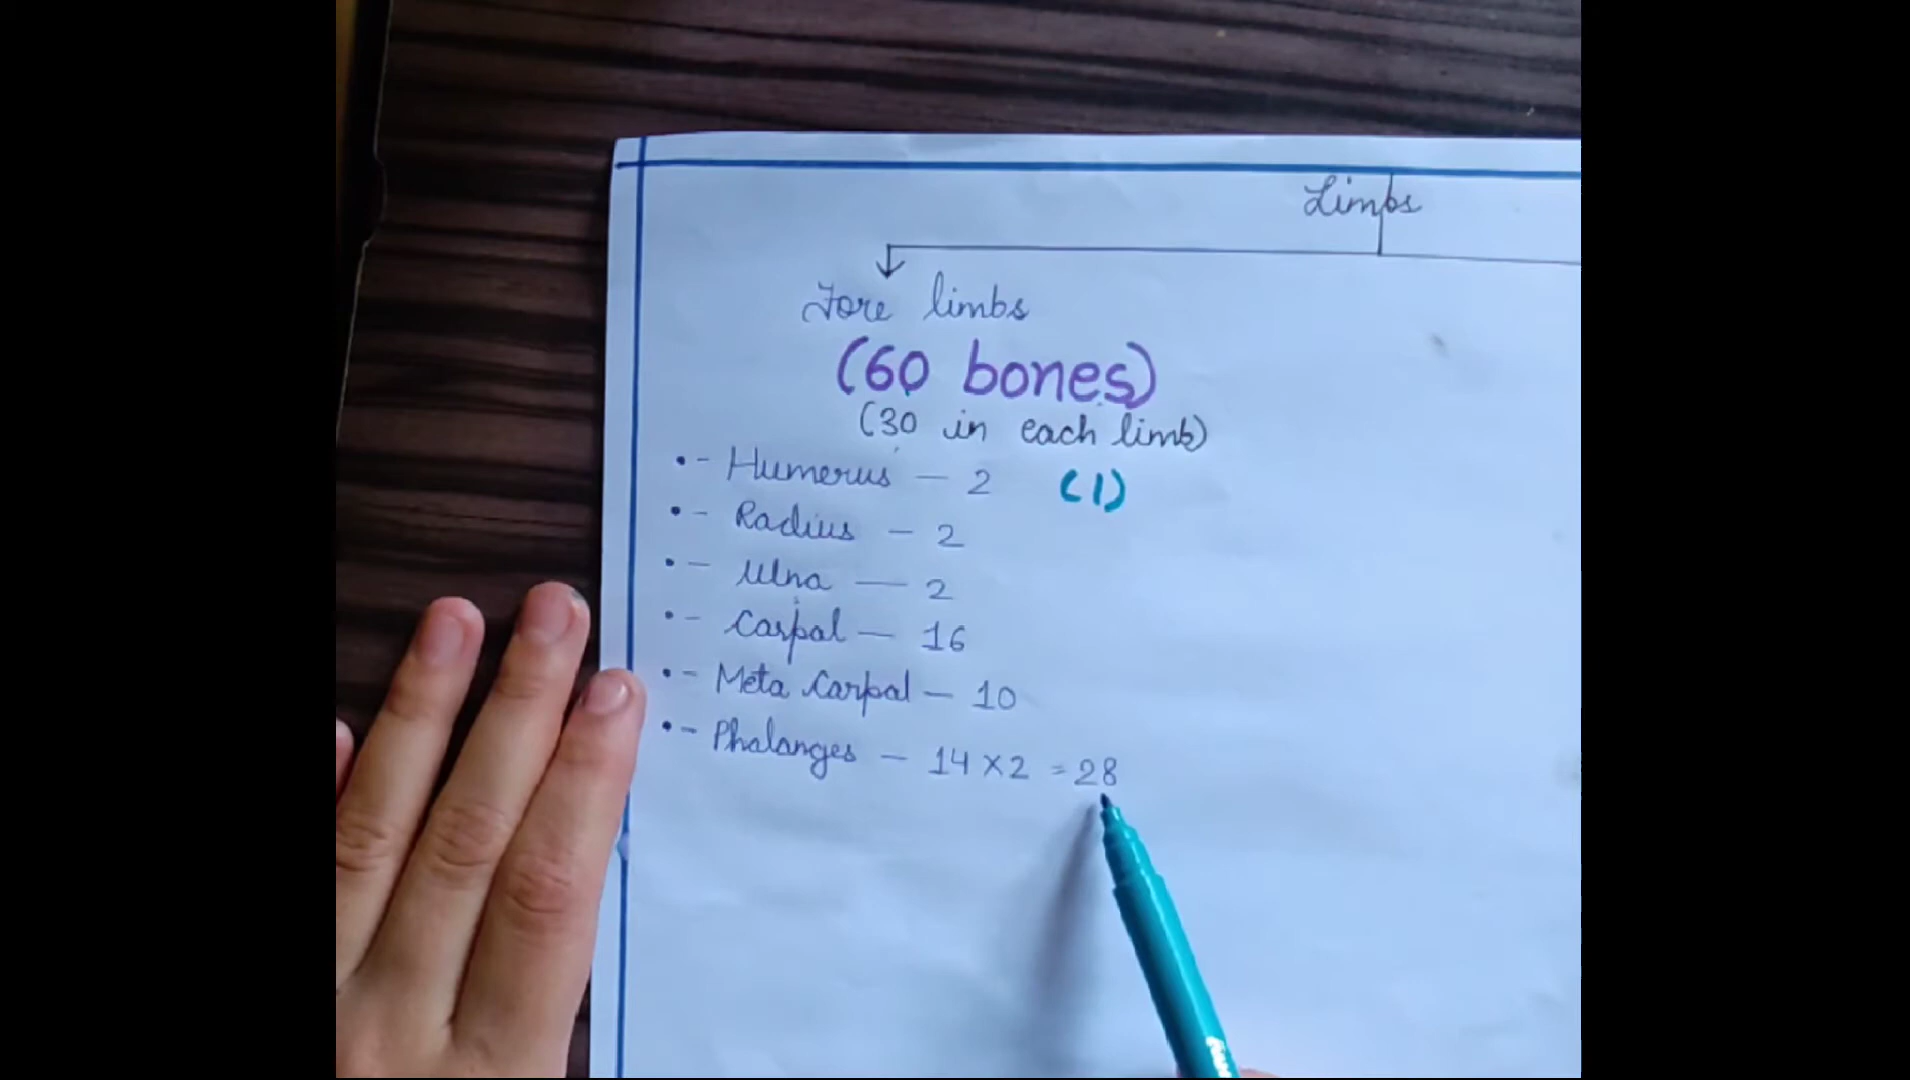 Limbs
Fore limbs
(60 bones)
(30 in each limb)
•- Humerus — 2 (1)
•- Radius — 2
•- Ulna — 2
•- Carpal — 16
•- Meta Carpal — 10
•- Phalanges — 14 × 2 = 28